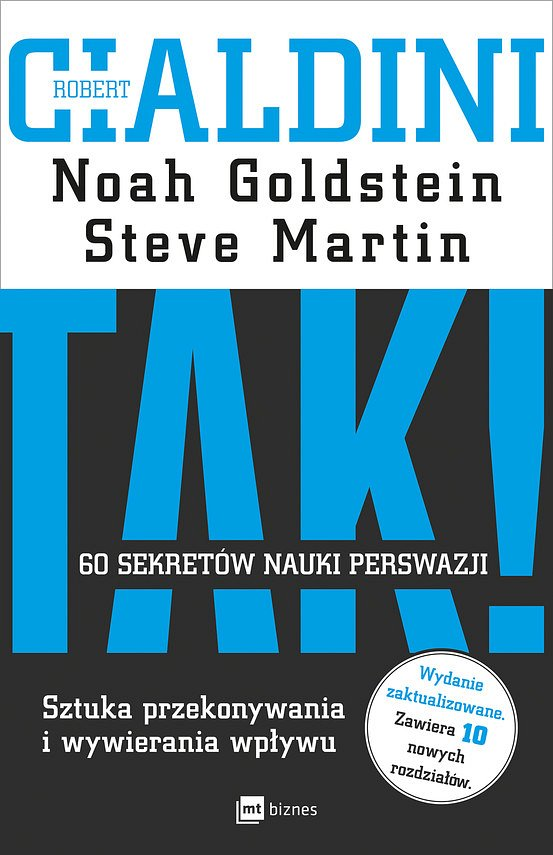 ROBERT
CIALDINI
Noah Goldstein
Steve Martin
TAK!
60 SEKRETÓW NAUKI PERSWAZJI
Sztuka przekonywania
i wywierania wpływu
Wydanie
zaktualizowane.
Zawiera 10
nowych
rozdziałów.
mt biznes